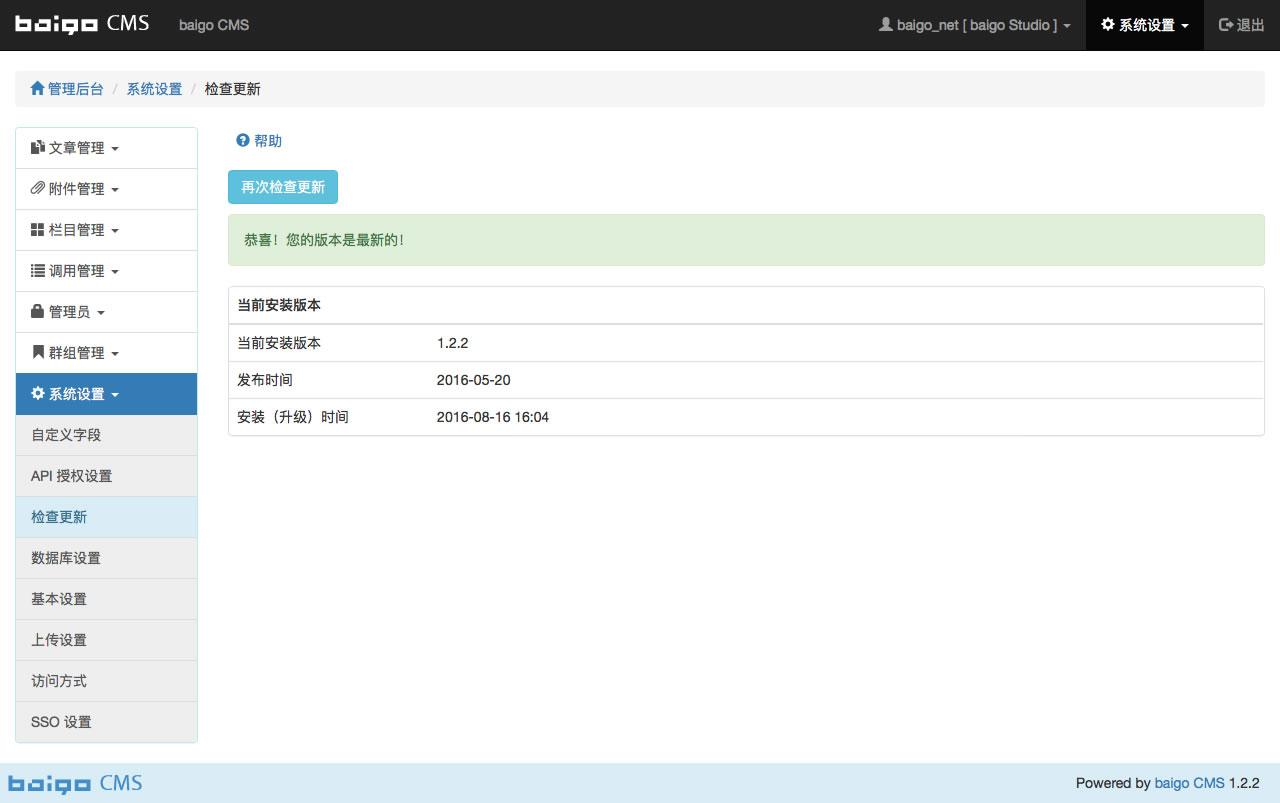 baigo CMS baigo CMS baigo_net [ baigo Studio ] 系统设置 退出
管理后台 / 系统设置 / 检查更新
文章管理
附件管理
栏目管理
调用管理
管理员
群组管理
系统设置
自定义字段
API 授权设置
检查更新
数据库设置
基本设置
上传设置
访问方式
SSO 设置
帮助
再次检查更新
恭喜！您的版本是最新的！
当前安装版本
当前安装版本 1.2.2
发布时间 2016-05-20
安装（升级）时间 2016-08-16 16:04
baigo CMS Powered by baigo CMS 1.2.2